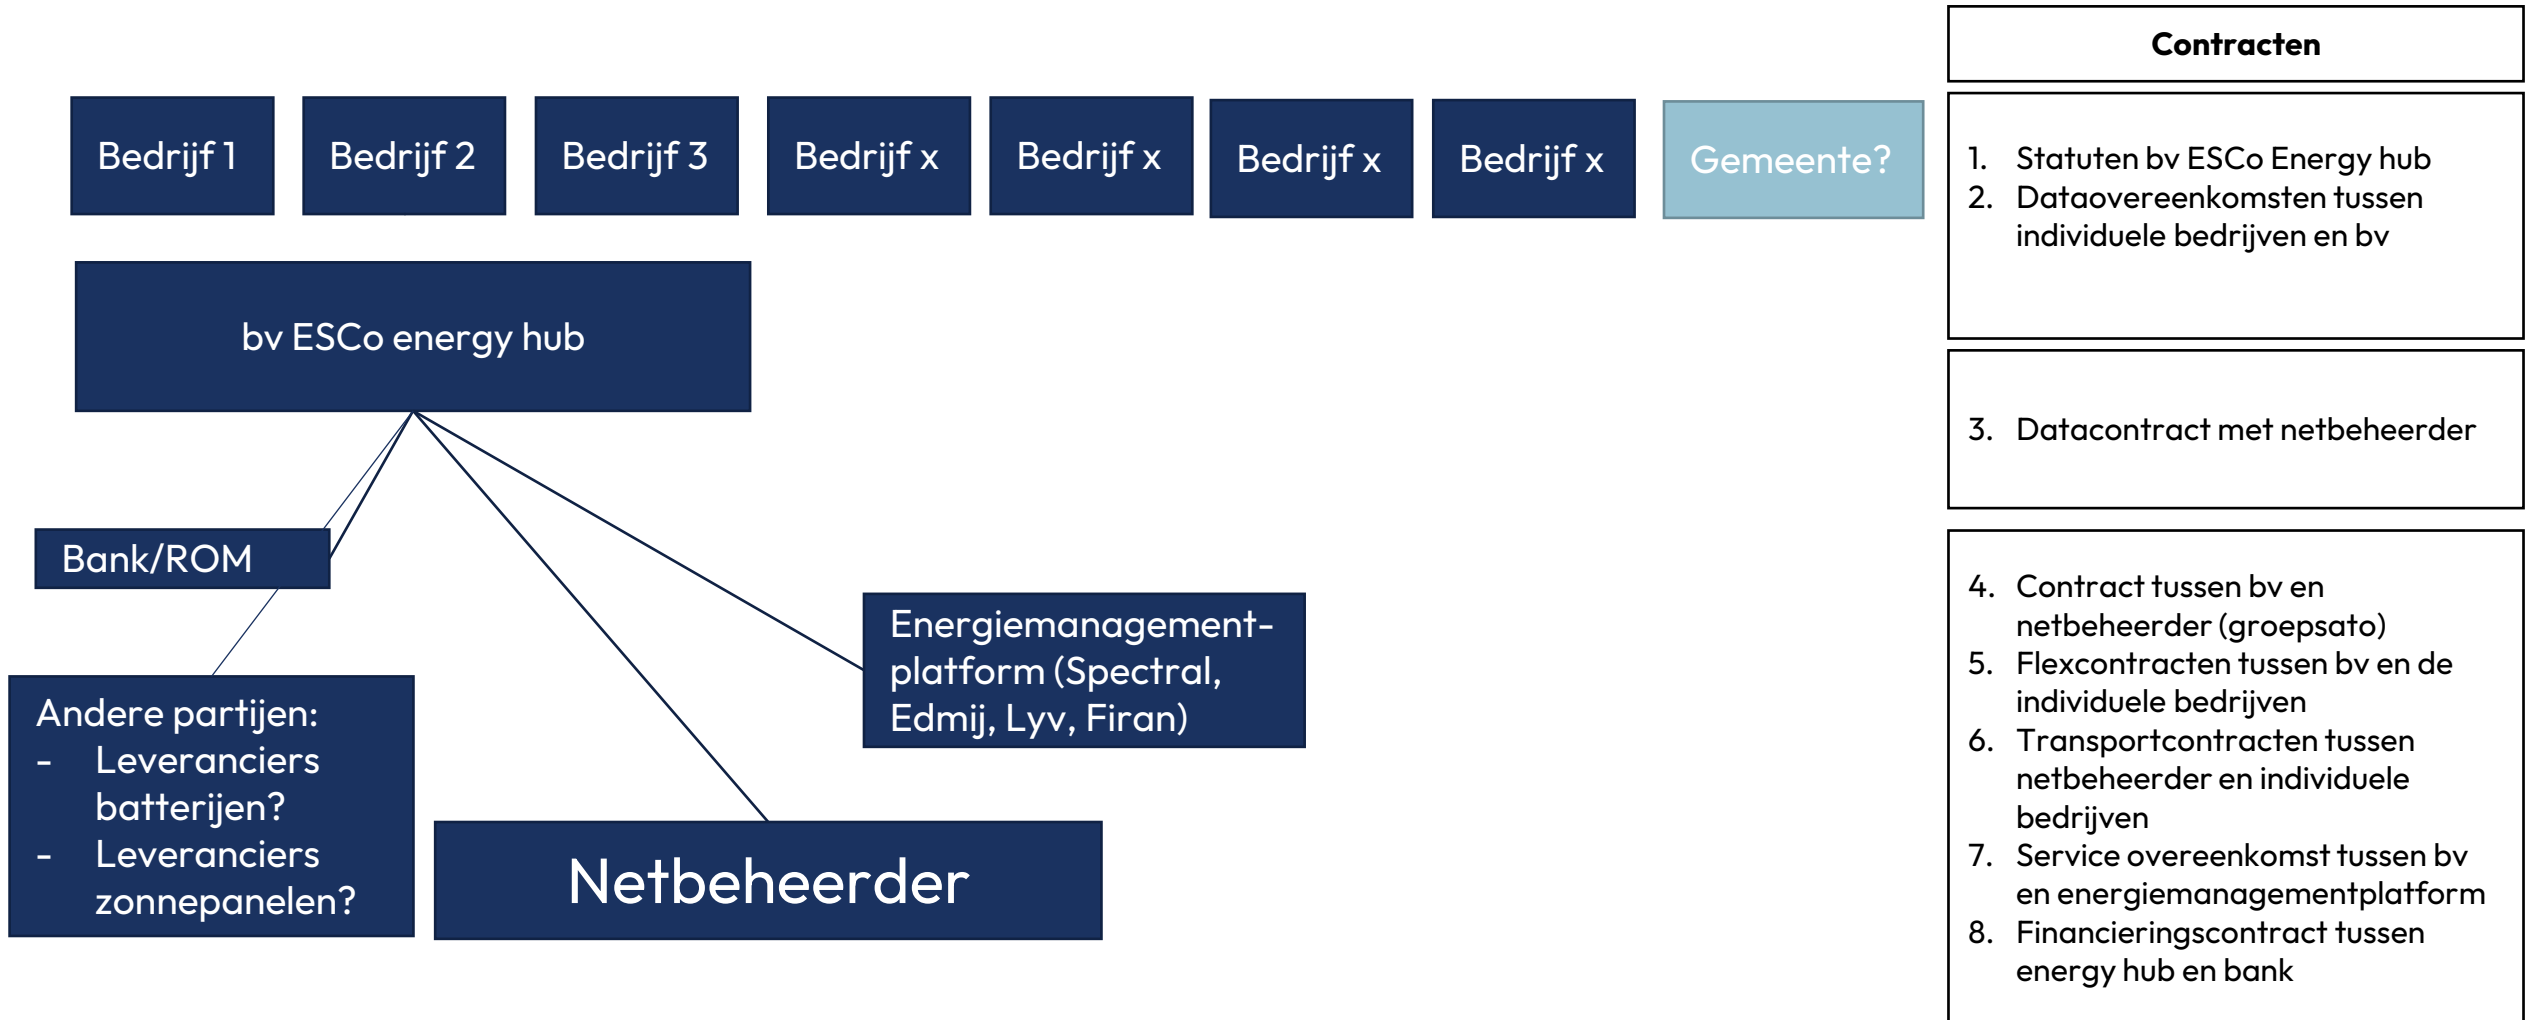 Contracten
Bedrijf 1
Bedrijf 2
Bedrijf 3
Bedrijf x
Bedrijf x
Bedrijf x
Bedrijf x
Gemeente?
1. Statuten bv ESCo Energy hub
2. Dataovereenkomsten tussen
individuele bedrijven en bv
bv ESCo energy hub
3. Datacontract met netbeheerder
Bank/ROM
Energiemanagement-
platform (Spectral,
Edmij, Lyv, Firan)
Andere partijen:
- Leveranciers
batterijen?
- Leveranciers
zonnepanelen?
Netbeheerder
4. Contract tussen bv en
netbeheerder (groepsato)
5. Flexcontracten tussen bv en de
individuele bedrijven
6. Transportcontracten tussen
netbeheerder en individuele
bedrijven
7. Service overeenkomst tussen bv
en energiemanagementplatform
8. Financieringscontract tussen
energy hub en bank